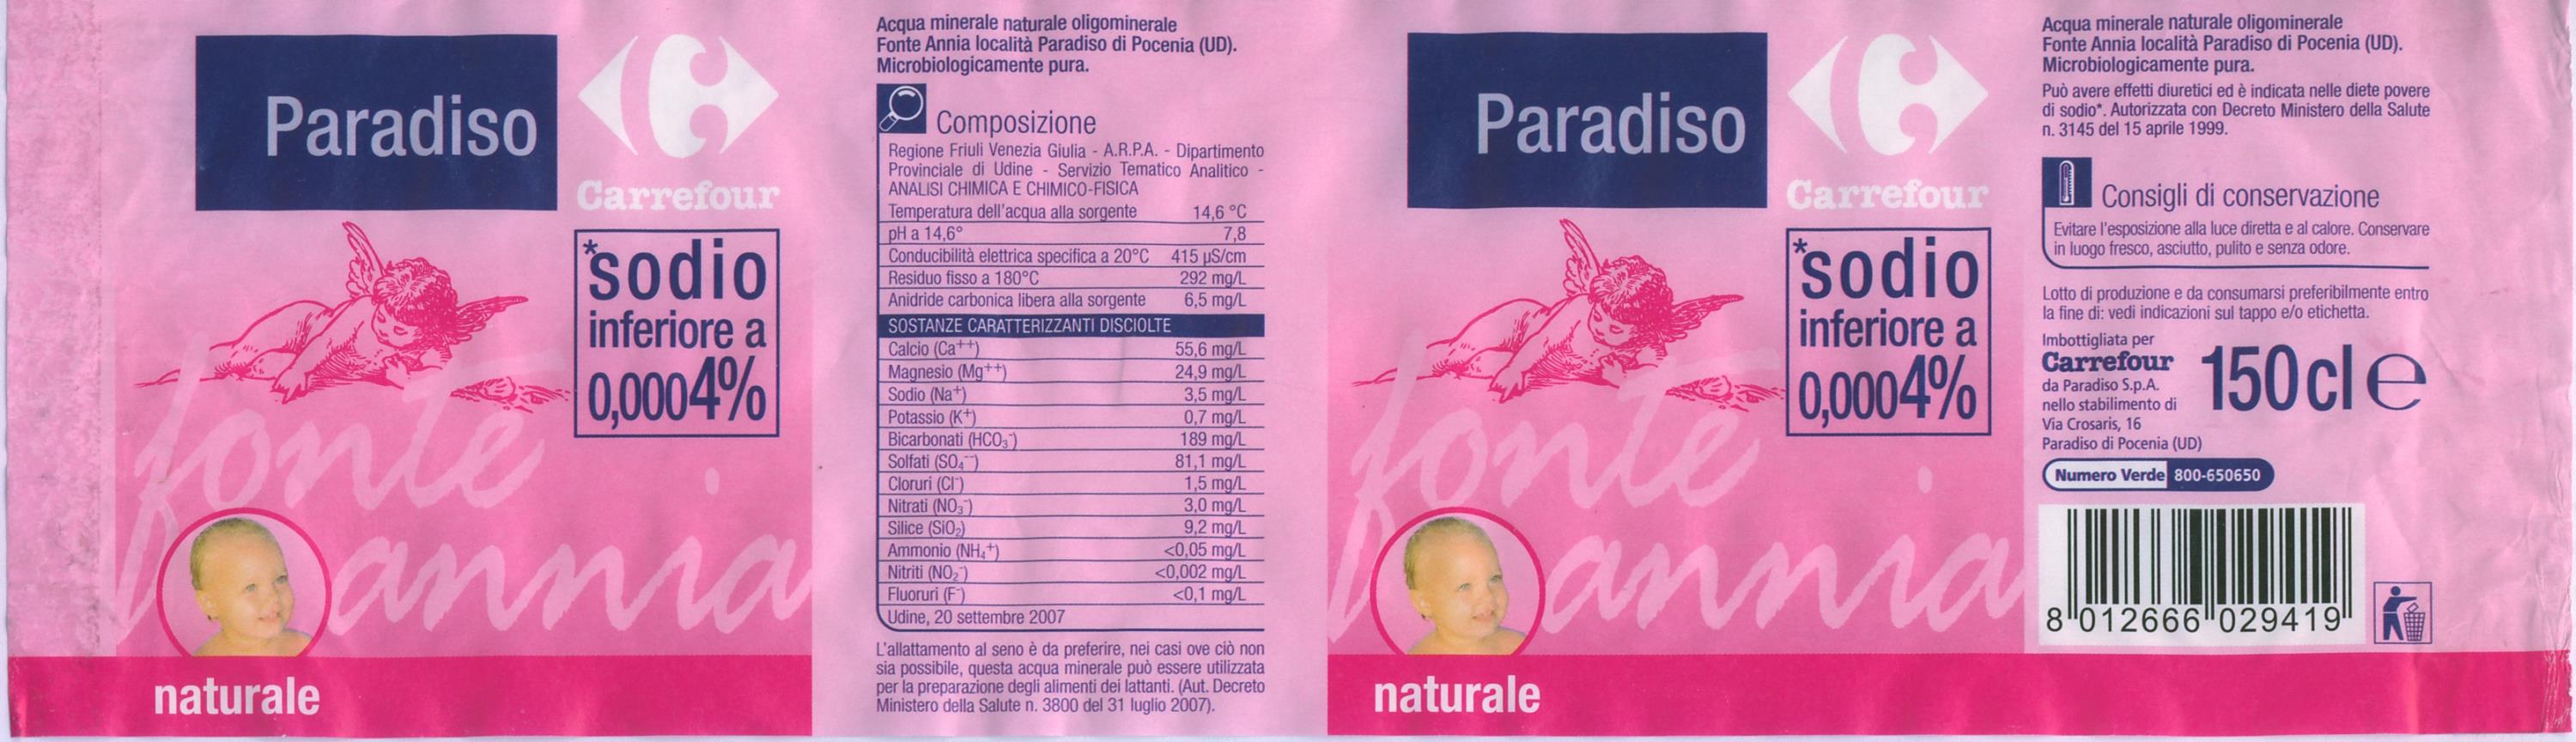 Paradiso
Carrefour
*sodio
inferiore a
0,0004%
fonte
annia
naturale
Acqua minerale naturale oligominerale
Fonte Annia località Paradiso di Pocenia (UD).
Microbiologicamente pura.
Composizione
Regione Friuli Venezia Giulia - A.R.P.A. - Dipartimento
Provinciale di Udine - Servizio Tematico Analitico -
ANALISI CHIMICA E CHIMICO-FISICA
Temperatura dell'acqua alla sorgente 14,6 °C
pH a 14,6° 7,8
Conducibilità elettrica specifica a 20°C 415 µS/cm
Residuo fisso a 180°C 292 mg/L
Anidride carbonica libera alla sorgente 6,5 mg/L
SOSTANZE CARATTERIZZANTI DISCIOLTE
Calcio (Ca++) 55,6 mg/L
Magnesio (Mg++) 24,9 mg/L
Sodio (Na+) 3,5 mg/L
Potassio (K+) 0,7 mg/L
Bicarbonati (HCO3-) 189 mg/L
Solfati (SO4--) 81,1 mg/L
Cloruri (Cl-) 1,5 mg/L
Nitrati (NO3-) 3,0 mg/L
Silice (SiO2) 9,2 mg/L
Ammonio (NH4+) <0,05 mg/L
Nitriti (NO2-) <0,002 mg/L
Fluoruri (F-) <0,1 mg/L
Udine, 20 settembre 2007
L'allattamento al seno è da preferire, nei casi ove ciò non
sia possibile, questa acqua minerale può essere utilizzata
per la preparazione degli alimenti dei lattanti. (Aut. Decreto
Ministero della Salute n. 3800 del 31 luglio 2007).
Paradiso
Carrefour
*sodio
inferiore a
0,0004%
fonte
annia
naturale
Acqua minerale naturale oligominerale
Fonte Annia località Paradiso di Pocenia (UD).
Microbiologicamente pura.
Può avere effetti diuretici ed è indicata nelle diete povere
di sodio*. Autorizzata con Decreto Ministero della Salute
n. 3145 del 15 aprile 1999.
Consigli di conservazione
Evitare l'esposizione alla luce diretta e al calore. Conservare
in luogo fresco, asciutto, pulito e senza odore.
Lotto di produzione e da consumarsi preferibilmente entro
la fine di: vedi indicazioni sul tappo e/o etichetta.
Imbottigliata per
Carrefour
da Paradiso S.p.A.
nello stabilimento di
Via Crosaris, 16
Paradiso di Pocenia (UD)
150 cl e
Numero Verde 800-650650
8 012666 029419